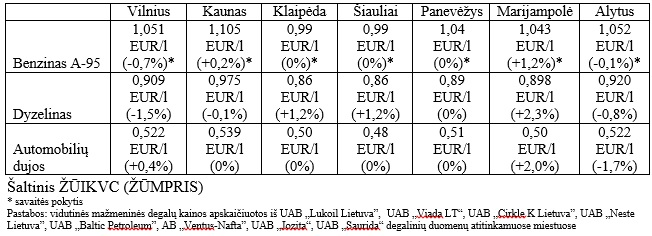 Vilnius Kaunas Klaipėda Šiauliai Panevėžys Marijampolė Alytus
1,051 1,105 0,99 0,99 1,04 1,043 1,052
EUR/l EUR/l EUR/l EUR/l EUR/l EUR/l EUR/l
Benzinas A-95 (-0,7%)* (+0,2%)* (0%)* (0%)* (0%)* (+1,2%)* (-0,1%)*
0,909 0,975 0,86 0,86 0,89 0,898 0,920
EUR/l EUR/l EUR/l EUR/l EUR/l EUR/l EUR/l
Dyzelinas (-1,5%) (-0,1%) (+1,2%) (+1,2%) (0%) (+2,3%) (-0,8%)
0,522 0,539 0,50 0,48 0,51 0,50 0,522
Automobilių EUR/l EUR/l EUR/l EUR/l EUR/l EUR/l EUR/l
dujos (+0,4%) (0%) (0%) (0%) (0%) (+2,0%) (-1,7%)
Šaltinis ŽŪIKVC (ŽŪMPRIS)
* savaitės pokytis
Pastabos: vidutinės mažmeninės degalų kainos apskaičiuotos iš UAB „Lukoil Lietuva”, UAB „Viada LT“, UAB „Cirkle K Lietuva”, UAB „Neste
Lietuva”, UAB „Baltic Petroleum”, AB „Ventus-Nafta”, UAB „Jozita“, UAB „Saurida“ degalinių duomenų atitinkamuose miestuose